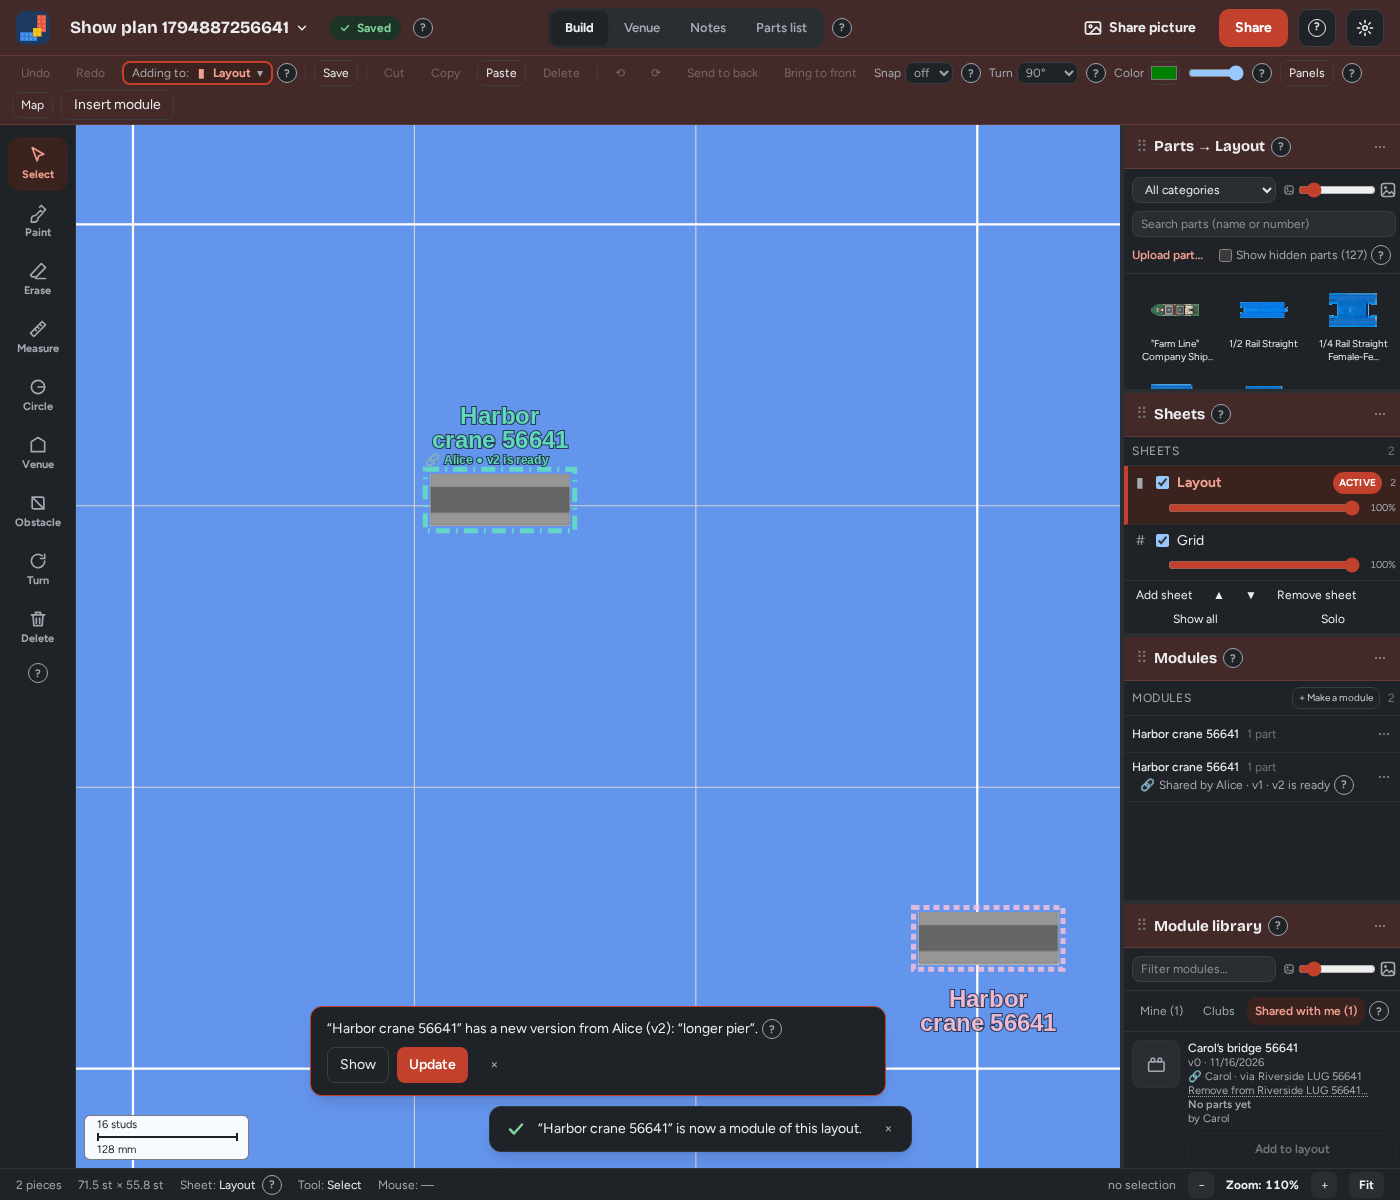 Show plan 1794887256641
Saved
?
Build
Venue
Notes
Parts list
?
Share picture
Share
?
Undo
Redo
Adding to: Layout ▾
?
Save
Cut
Copy
Paste
Delete
Send to back
Bring to front
Snap off
?
Turn 90°
?
Color
?
Panels
?
Map
Insert module
Select
Paint
Erase
Measure
Circle
Venue
Obstacle
Turn
Delete
?
Harbor
crane 56641
🔗 Alice • v2 is ready
Harbor
crane 56641
“Harbor crane 56641” has a new version from Alice (v2): “longer pier”. ?
Show
Update
×
“Harbor crane 56641” is now a module of this layout. ×
16 studs
128 mm
Parts → Layout ?
···
All categories
Search parts (name or number)
Upload part...
Show hidden parts (127) ?
"Farm Line"
Company Ship...
1/2 Rail Straight
1/4 Rail Straight
Female-Fe...
Sheets ?
···
SHEETS 2
Layout ACTIVE 2
100%
# Grid
100%
Add sheet ▲ ▼ Remove sheet
Show all Solo
Modules ?
···
MODULES + Make a module 2
Harbor crane 56641 1 part ···
Harbor crane 56641 1 part
🔗 Shared by Alice · v1 · v2 is ready ? ···
Module library ?
···
Filter modules...
Mine (1) Clubs Shared with me (1) ?
Carol's bridge 56641
v0 · 11/16/2026
🔗 Carol · via Riverside LUG 56641
Remove from Riverside LUG 56641...
No parts yet
by Carol
Add to layout
2 pieces 71.5 st × 55.8 st Sheet: Layout ? Tool: Select Mouse: — no selection − Zoom: 110% + Fit